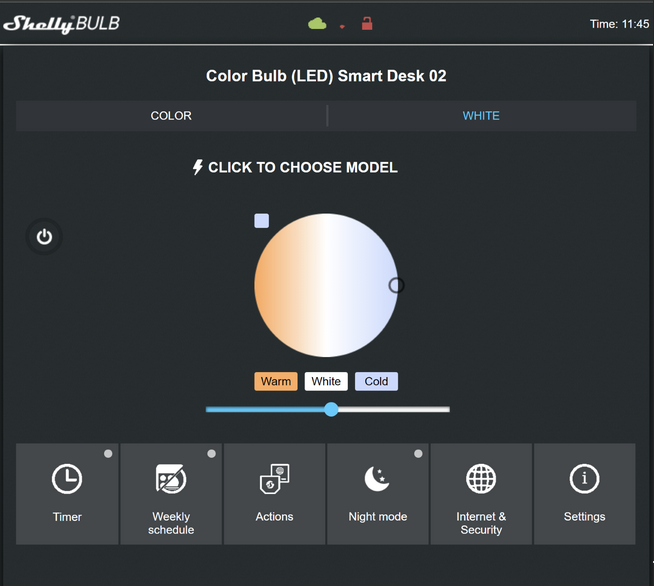 Shelly® BULB
Time: 11:45
Color Bulb (LED) Smart Desk 02
COLOR
WHITE
CLICK TO CHOOSE MODEL
Warm
White
Cold
Timer
Weekly
schedule
Actions
Night mode
Internet &
Security
Settings